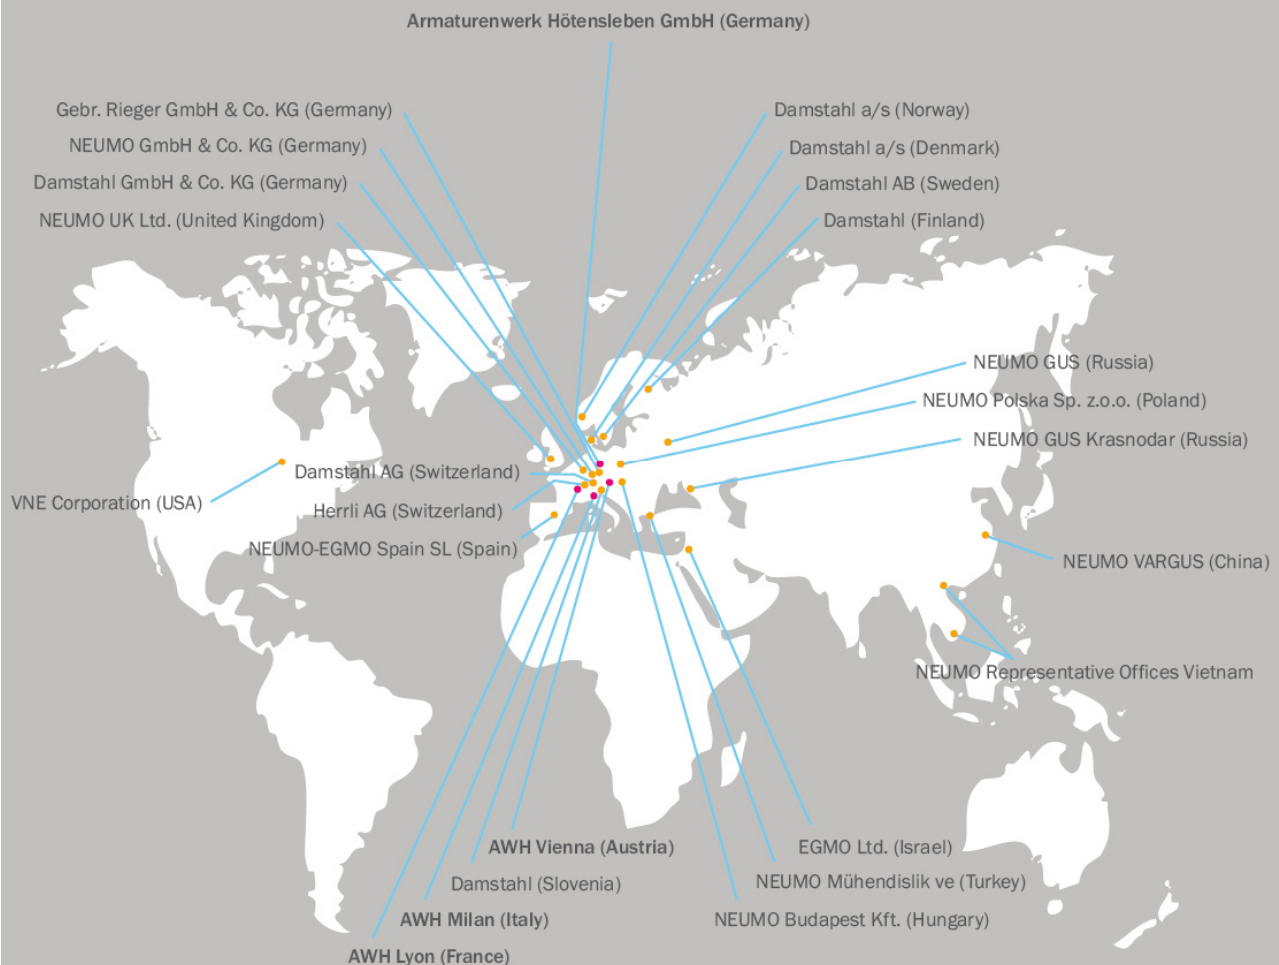 Armaturenwerk Hötensleben GmbH (Germany)
Gebr. Rieger GmbH & Co. KG (Germany)
NEUMO GmbH & Co. KG (Germany)
Damstahl GmbH & Co. KG (Germany)
NEUMO UK Ltd. (United Kingdom)
Damstahl a/s (Norway)
Damstahl a/s (Denmark)
Damstahl AB (Sweden)
Damstahl (Finland)
NEUMO GUS (Russia)
NEUMO Polska Sp. z.o.o. (Poland)
NEUMO GUS Krasnodar (Russia)
Damstahl AG (Switzerland)
VNE Corporation (USA)
Herrli AG (Switzerland)
NEUMO-EGMO Spain SL (Spain)
NEUMO VARGUS (China)
NEUMO Representative Offices Vietnam
AWH Vienna (Austria)
Damstahl (Slovenia)
AWH Milan (Italy)
AWH Lyon (France)
EGMO Ltd. (Israel)
NEUMO Mühendislik ve (Turkey)
NEUMO Budapest Kft. (Hungary)